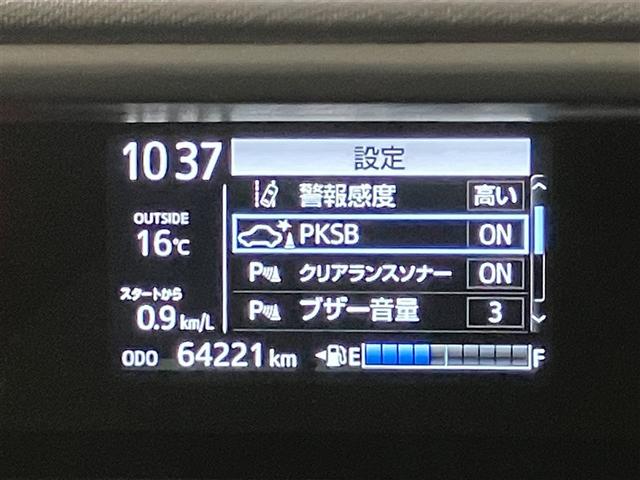 10:37 設定
警報感度 高い
OUTSIDE
16℃
PKSB ON
クリアランスソナー ON
スタートから
0.9 km/L
ブザー音量 3
ODO 64221 km E F